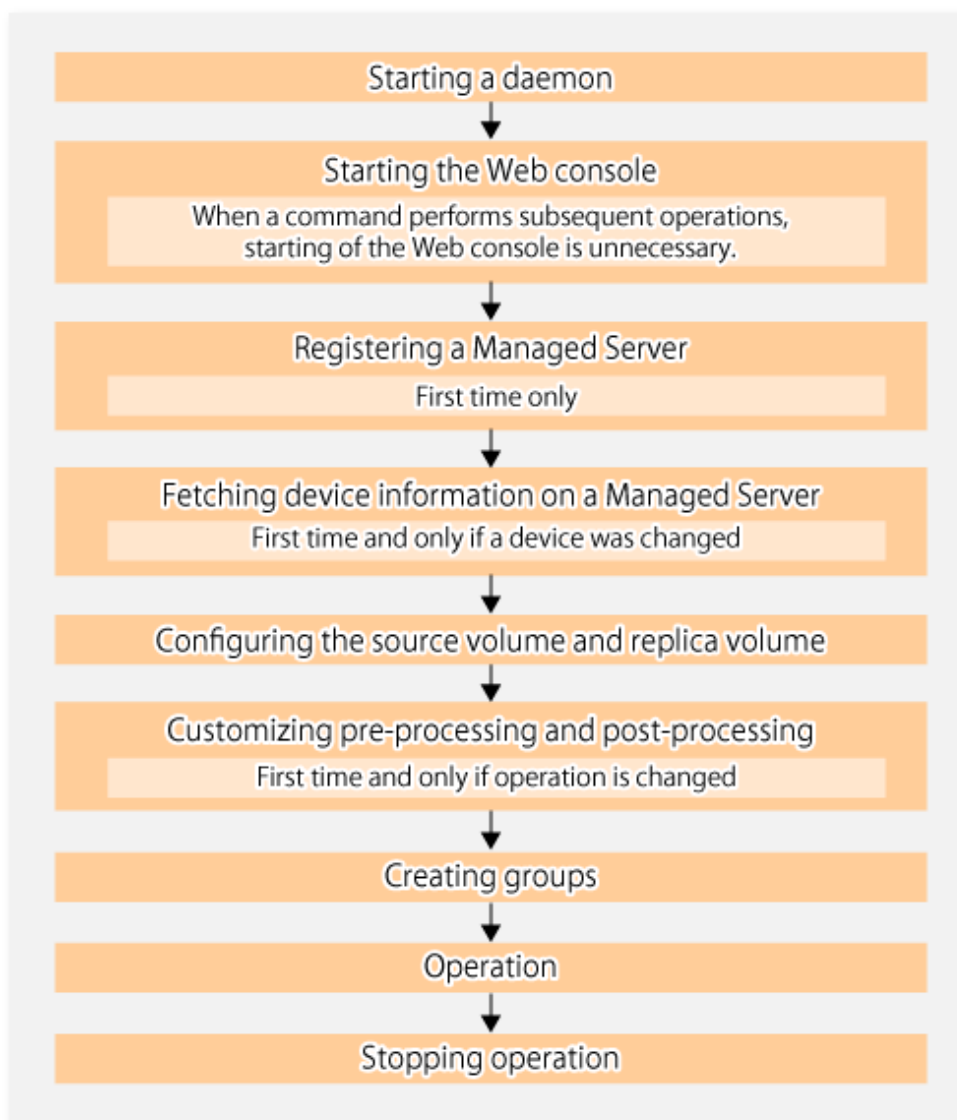 Starting a daemon
Starting the Web console
When a command performs subsequent operations,
starting of the Web console is unnecessary.
Registering a Managed Server
First time only
Fetching device information on a Managed Server
First time and only if a device was changed
Configuring the source volume and replica volume
Customizing pre-processing and post-processing
First time and only if operation is changed
Creating groups
Operation
Stopping operation